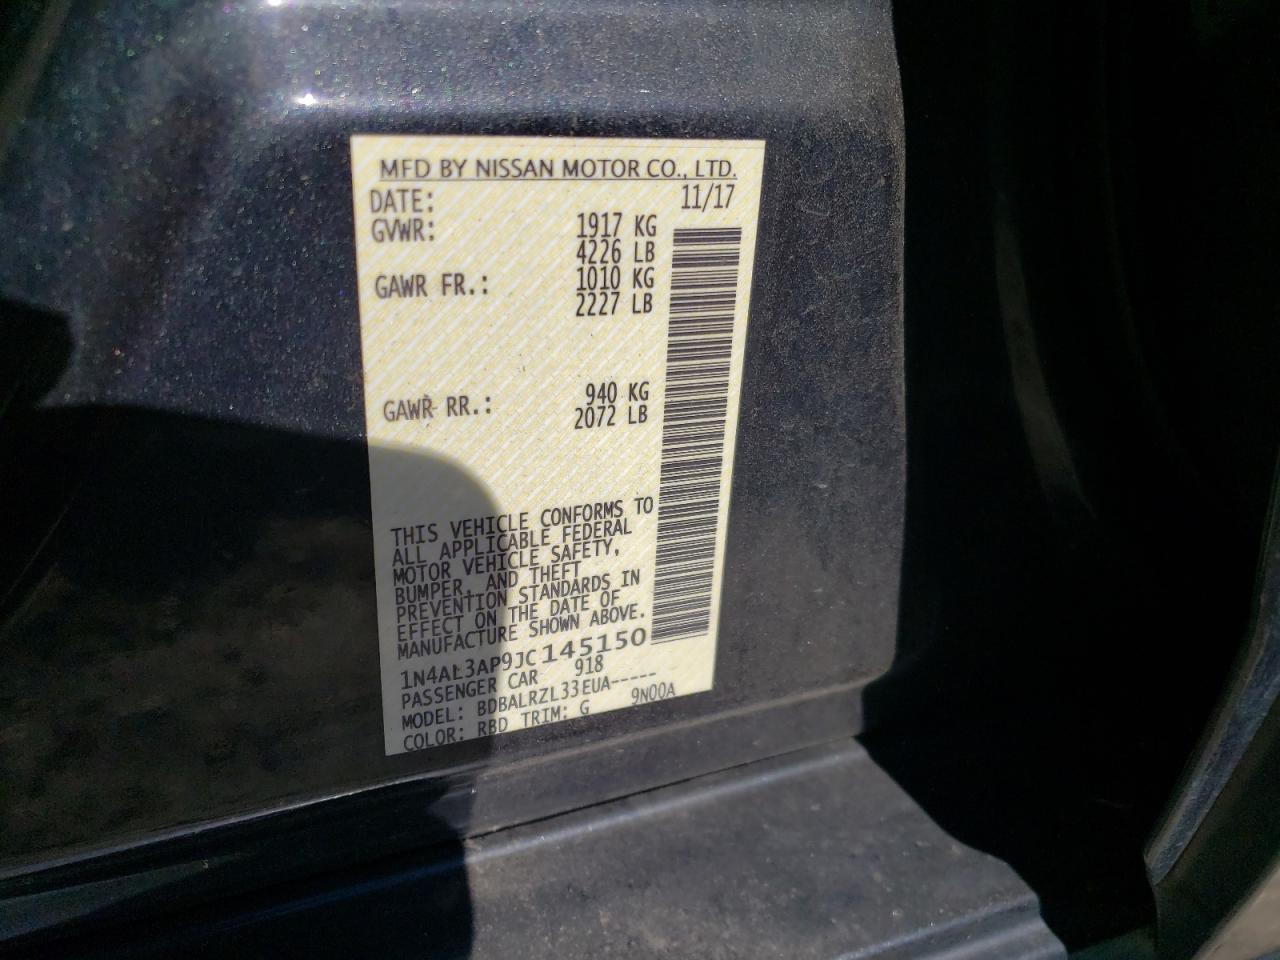 MFD BY NISSAN MOTOR CO., LTD.
DATE: 11/17
GVWR: 1917 KG
4226 LB
GAWR FR.: 1010 KG
2227 LB
GAWR RR.: 940 KG
2072 LB
THIS VEHICLE CONFORMS TO
ALL APPLICABLE FEDERAL
MOTOR VEHICLE SAFETY,
BUMPER, AND THEFT
PREVENTION STANDARDS IN
EFFECT ON THE DATE OF
MANUFACTURE SHOWN ABOVE.
1N4AL3AP9JC145150
PASSENGER CAR 918
MODEL: BDBALRZL33EUA-----
COLOR: RBD TRIM: G 9N00A